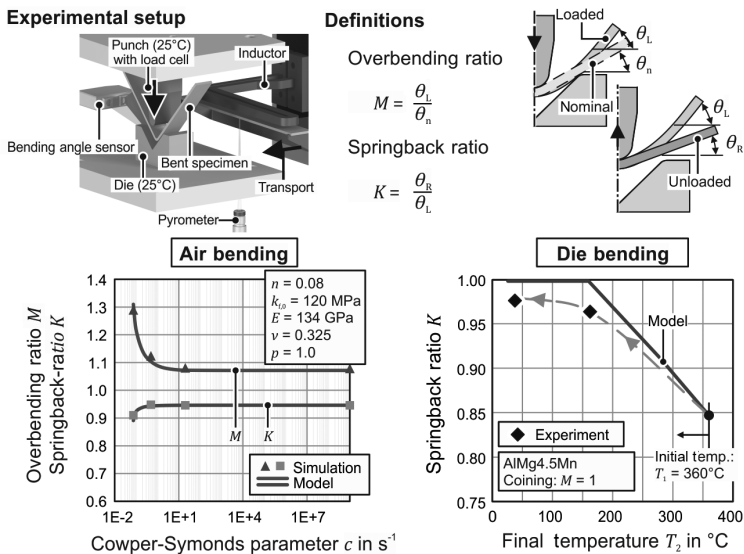 Experimental setup
Punch (25°C)
with load cell
Inductor
Bending angle sensor
Bent specimen
Die (25°C)
Transport
Pyrometer
Definitions
Overbending ratio
M = θL/θn
Springback ratio
K = θR/θL
Loaded
θL
θn
Nominal
θL
θR
Unloaded
Air bending
Overbending ratio M
Springback-ratio K
1.4
1.3
1.2
1.1
1.0
0.9
0.8
0.7
0.6
n = 0.08
kf,0 = 120 MPa
E = 134 GPa
ν = 0.325
p = 1.0
M
K
Simulation
Model
1E-2
1E+1
1E+4
1E+7
Cowper-Symonds parameter c in s-1
Die bending
Springback ratio K
1.00
0.95
0.90
0.85
0.80
0.75
Model
Experiment
AlMg4.5Mn
Coining: M = 1
Initial temp.:
T1 = 360°C
0
100
200
300
400
Final temperature T2 in °C